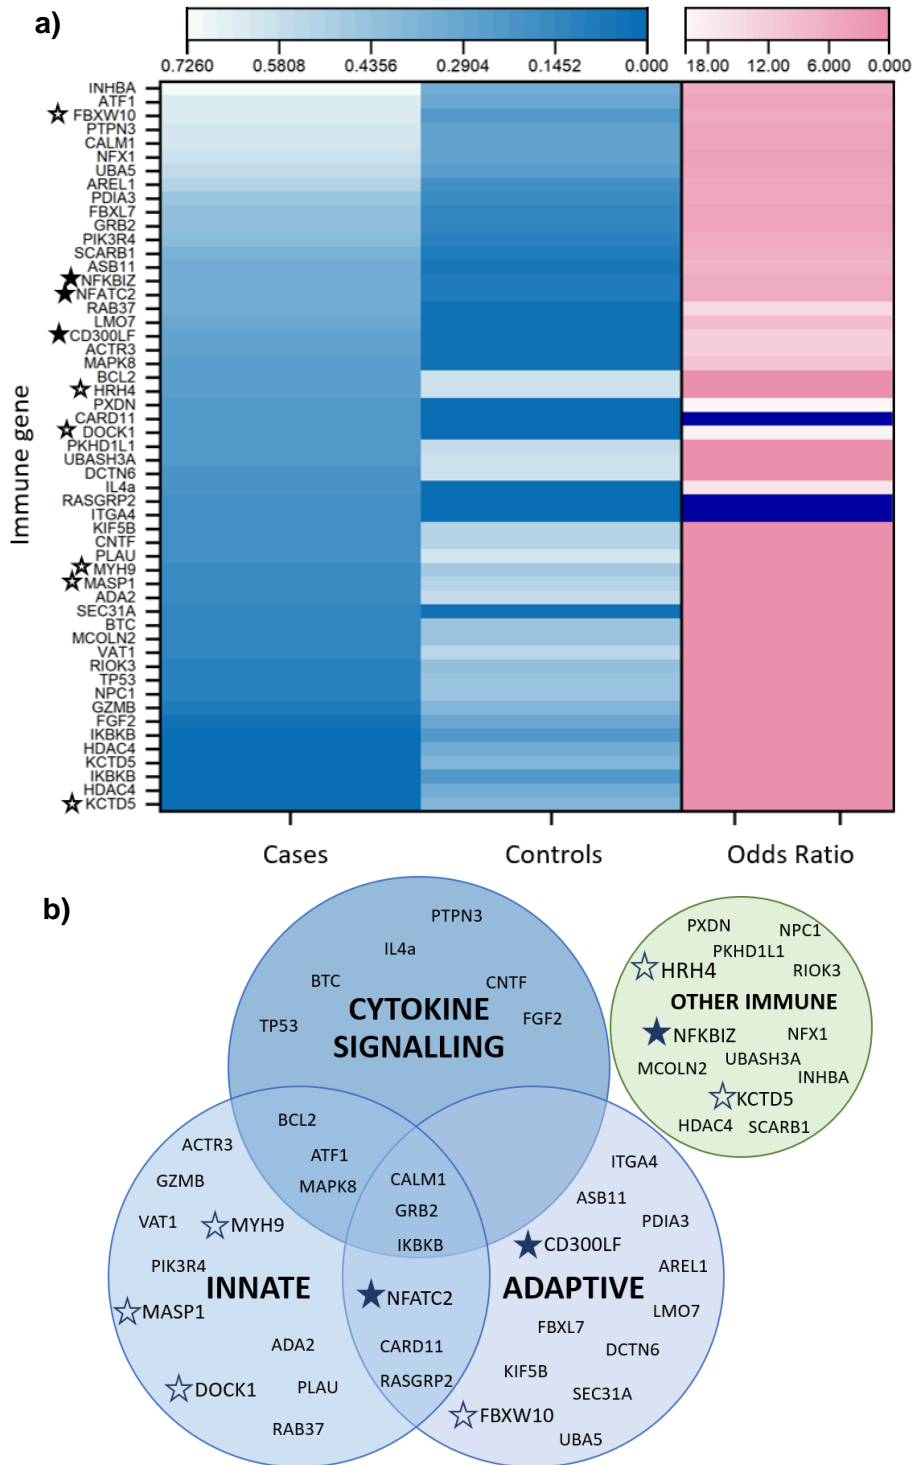 a)
0.7260 0.5808 0.4356 0.2904 0.1452 0.000
18.00 12.00 6.000 0.000
Immune gene
INHBA
ATF1
FBXW10
PTPN3
CALM1
NFX1
UBA5
AREL1
PDIA3
FBXL7
GRB2
PIK3R4
SCARB1
ASB11
NFKBIZ
NFATC2
RAB37
LMO7
CD300LF
ACTR3
MAPK8
BCL2
HRH4
PXDN
CARD11
DOCK1
PKHD1L1
UBASH3A
DCTN6
IL4a
RASGRP2
ITGA4
KIF5B
CNTF
PLAU
MYH9
MASP1
ADA2
SEC31A
BTC
MCOLN2
VAT1
RIOK3
TP53
NPC1
GZMB
FGF2
IKBKB
HDAC4
KCTD5
IKBKB
HDAC4
KCTD5
Cases Controls Odds Ratio
b)
PTPN3
IL4a
BTC
CNTF
TP53
FGF2
CYTOKINE
SIGNALLING
PXDN
NPC1
PKHD1L1
HRH4
RIOK3
OTHER IMMUNE
NFKBIZ
NFX1
UBASH3A
MCOLN2
INHBA
KCTD5
HDAC4
SCARB1
BCL2
ATF1
MAPK8
CALM1
GRB2
IKBKB
ACTR3
GZMB
VAT1
MYH9
PIK3R4
INNATE
MASP1
ADA2
DOCK1
PLAU
RAB37
NFATC2
CARD11
RASGRP2
ITGA4
ASB11
PDIA3
CD300LF
AREL1
ADAPTIVE
LMO7
FBXL7
DCTN6
KIF5B
SEC31A
FBXW10
UBA5